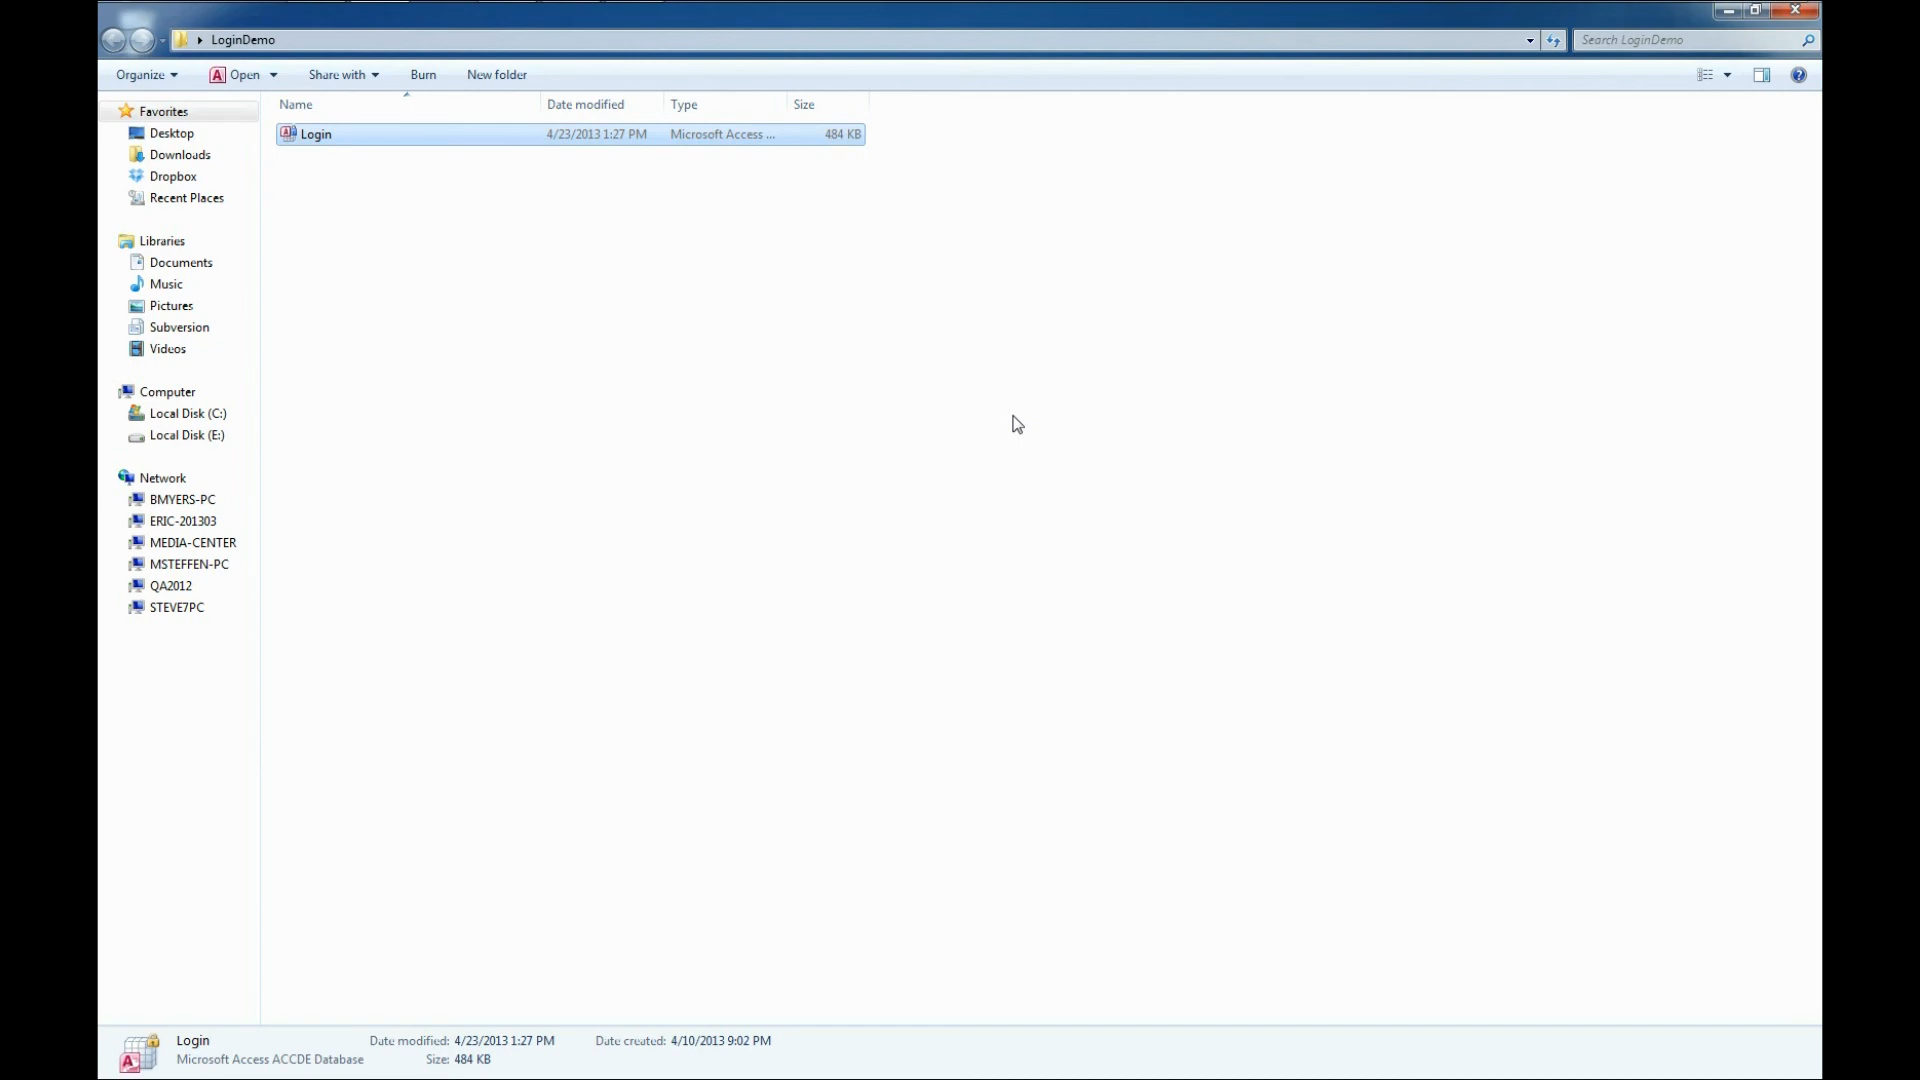 LoginDemo
Search LoginDemo
Organize
Open
Share with
Burn
New folder
Name
Date modified
Type
Size
Login
4/23/2013 1:27 PM
Microsoft Access ...
484 KB
Favorites
Desktop
Downloads
Dropbox
Recent Places
Libraries
Documents
Music
Pictures
Subversion
Videos
Computer
Local Disk (C:)
Local Disk (E:)
Network
BMYERS-PC
ERIC-201303
MEDIA-CENTER
MSTEFFEN-PC
QA2012
STEVE7PC
Login
Date modified: 4/23/2013 1:27 PM
Date created: 4/10/2013 9:02 PM
Microsoft Access ACCDE Database
Size: 484 KB